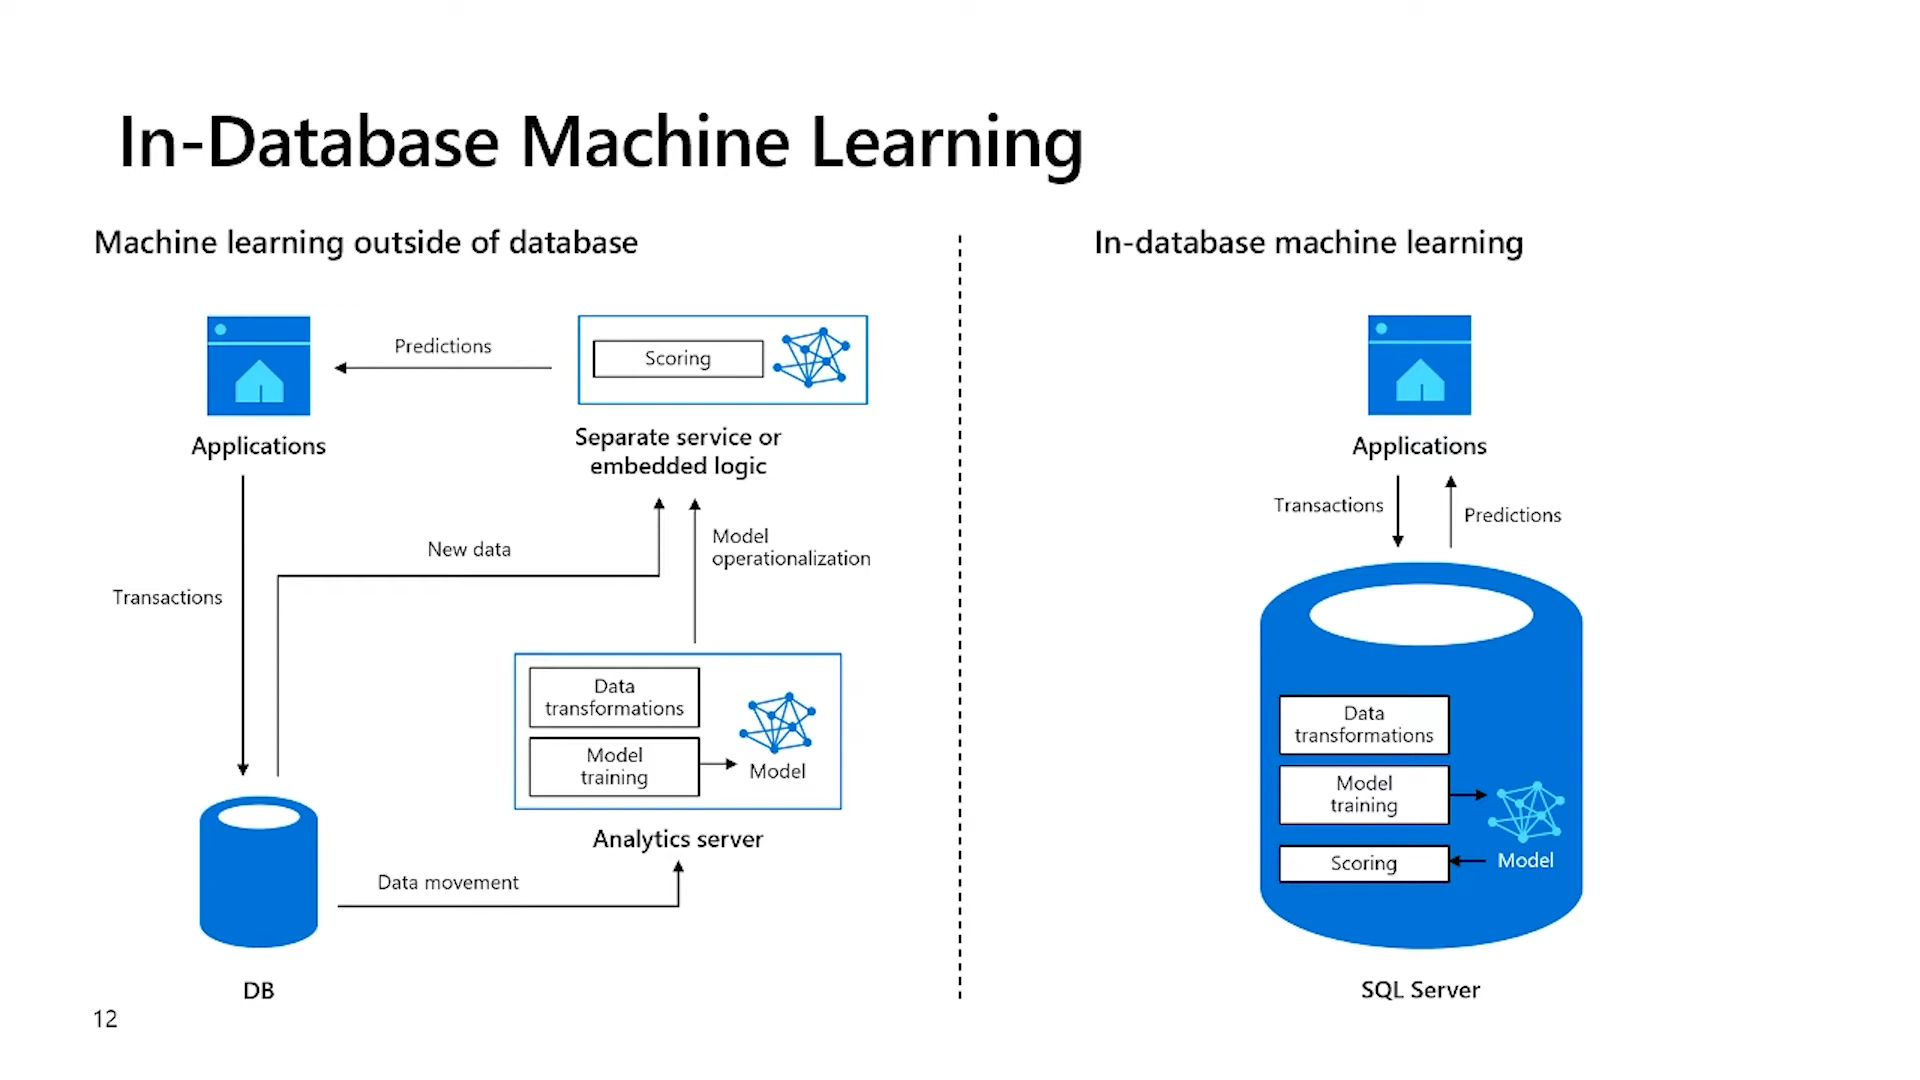 In-Database Machine Learning
Machine learning outside of database
Predictions
Scoring
Applications
Separate service or
embedded logic
New data
Model
operationalization
Transactions
Data
transformations
Model
training
Model
Analytics server
Data movement
DB
In-database machine learning
Applications
Transactions
Predictions
Data
transformations
Model
training
Scoring
Model
SQL Server
12